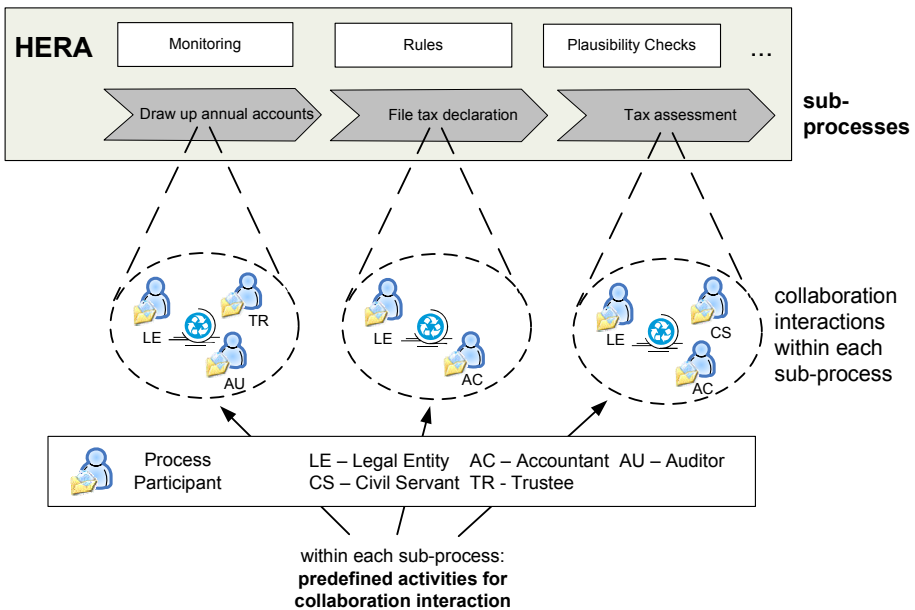 HERA
Monitoring
Rules
Plausibility Checks
...
Draw up annual accounts
File tax declaration
Tax assessment
sub-
processes
LE
TR
AU
LE
AC
LE
CS
AC
collaboration
interactions
within each
sub-process
Process
Participant
LE – Legal Entity AC – Accountant AU – Auditor
CS – Civil Servant TR - Trustee
within each sub-process:
predefined activities for
collaboration interaction